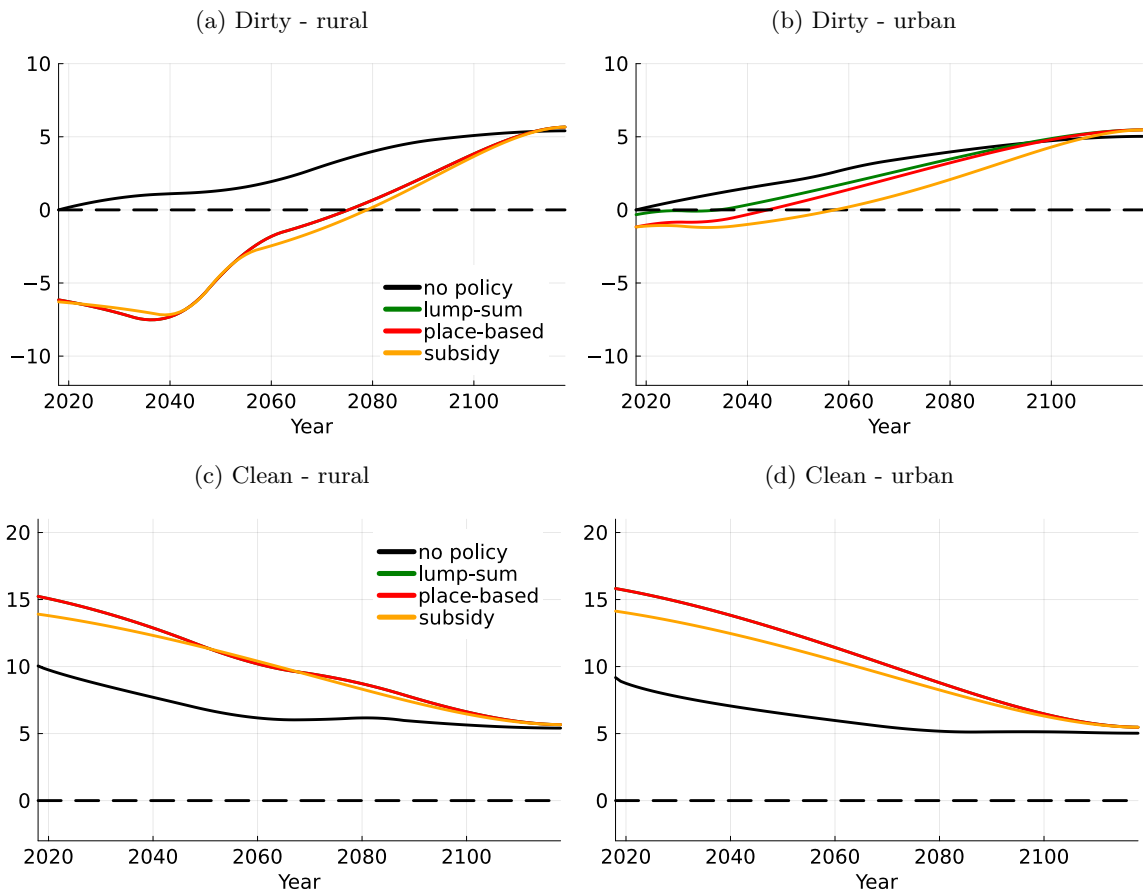 (a) Dirty - rural
(b) Dirty - urban
10
5
0
−5
−10
no policy
lump-sum
place-based
subsidy
2020 2040 2060 2080 2100
Year
10
5
0
−5
−10
2020 2040 2060 2080 2100
Year
(c) Clean - rural
(d) Clean - urban
20
15
10
5
0
no policy
lump-sum
place-based
subsidy
2020 2040 2060 2080 2100
Year
20
15
10
5
0
2020 2040 2060 2080 2100
Year